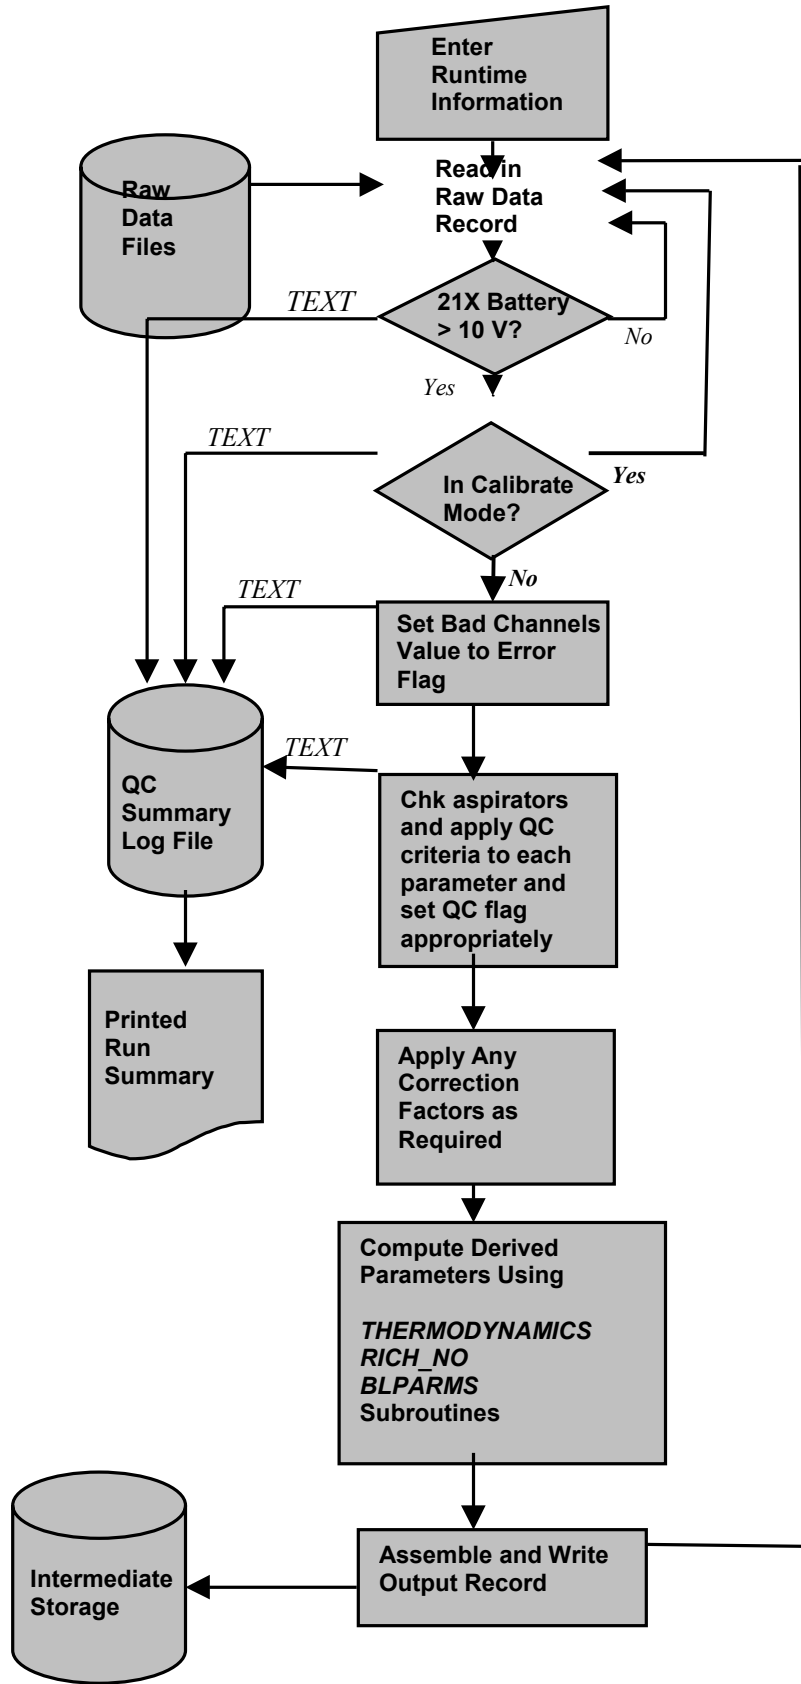 Enter
Runtime
Information
Read in
Raw Data
Record
Raw
Data
Files
TEXT
21X Battery
> 10 V?
No
Yes
TEXT
In Calibrate
Mode?
Yes
No
TEXT
Set Bad Channels
Value to Error
Flag
TEXT
QC
Summary
Log File
Chk aspirators
and apply QC
criteria to each
parameter and
set QC flag
appropriately
Printed
Run
Summary
Apply Any
Correction
Factors as
Required
Compute Derived
Parameters Using
THERMODYNAMICS
RICH_NO
BLPARMS
Subroutines
Assemble and Write
Output Record
Intermediate
Storage